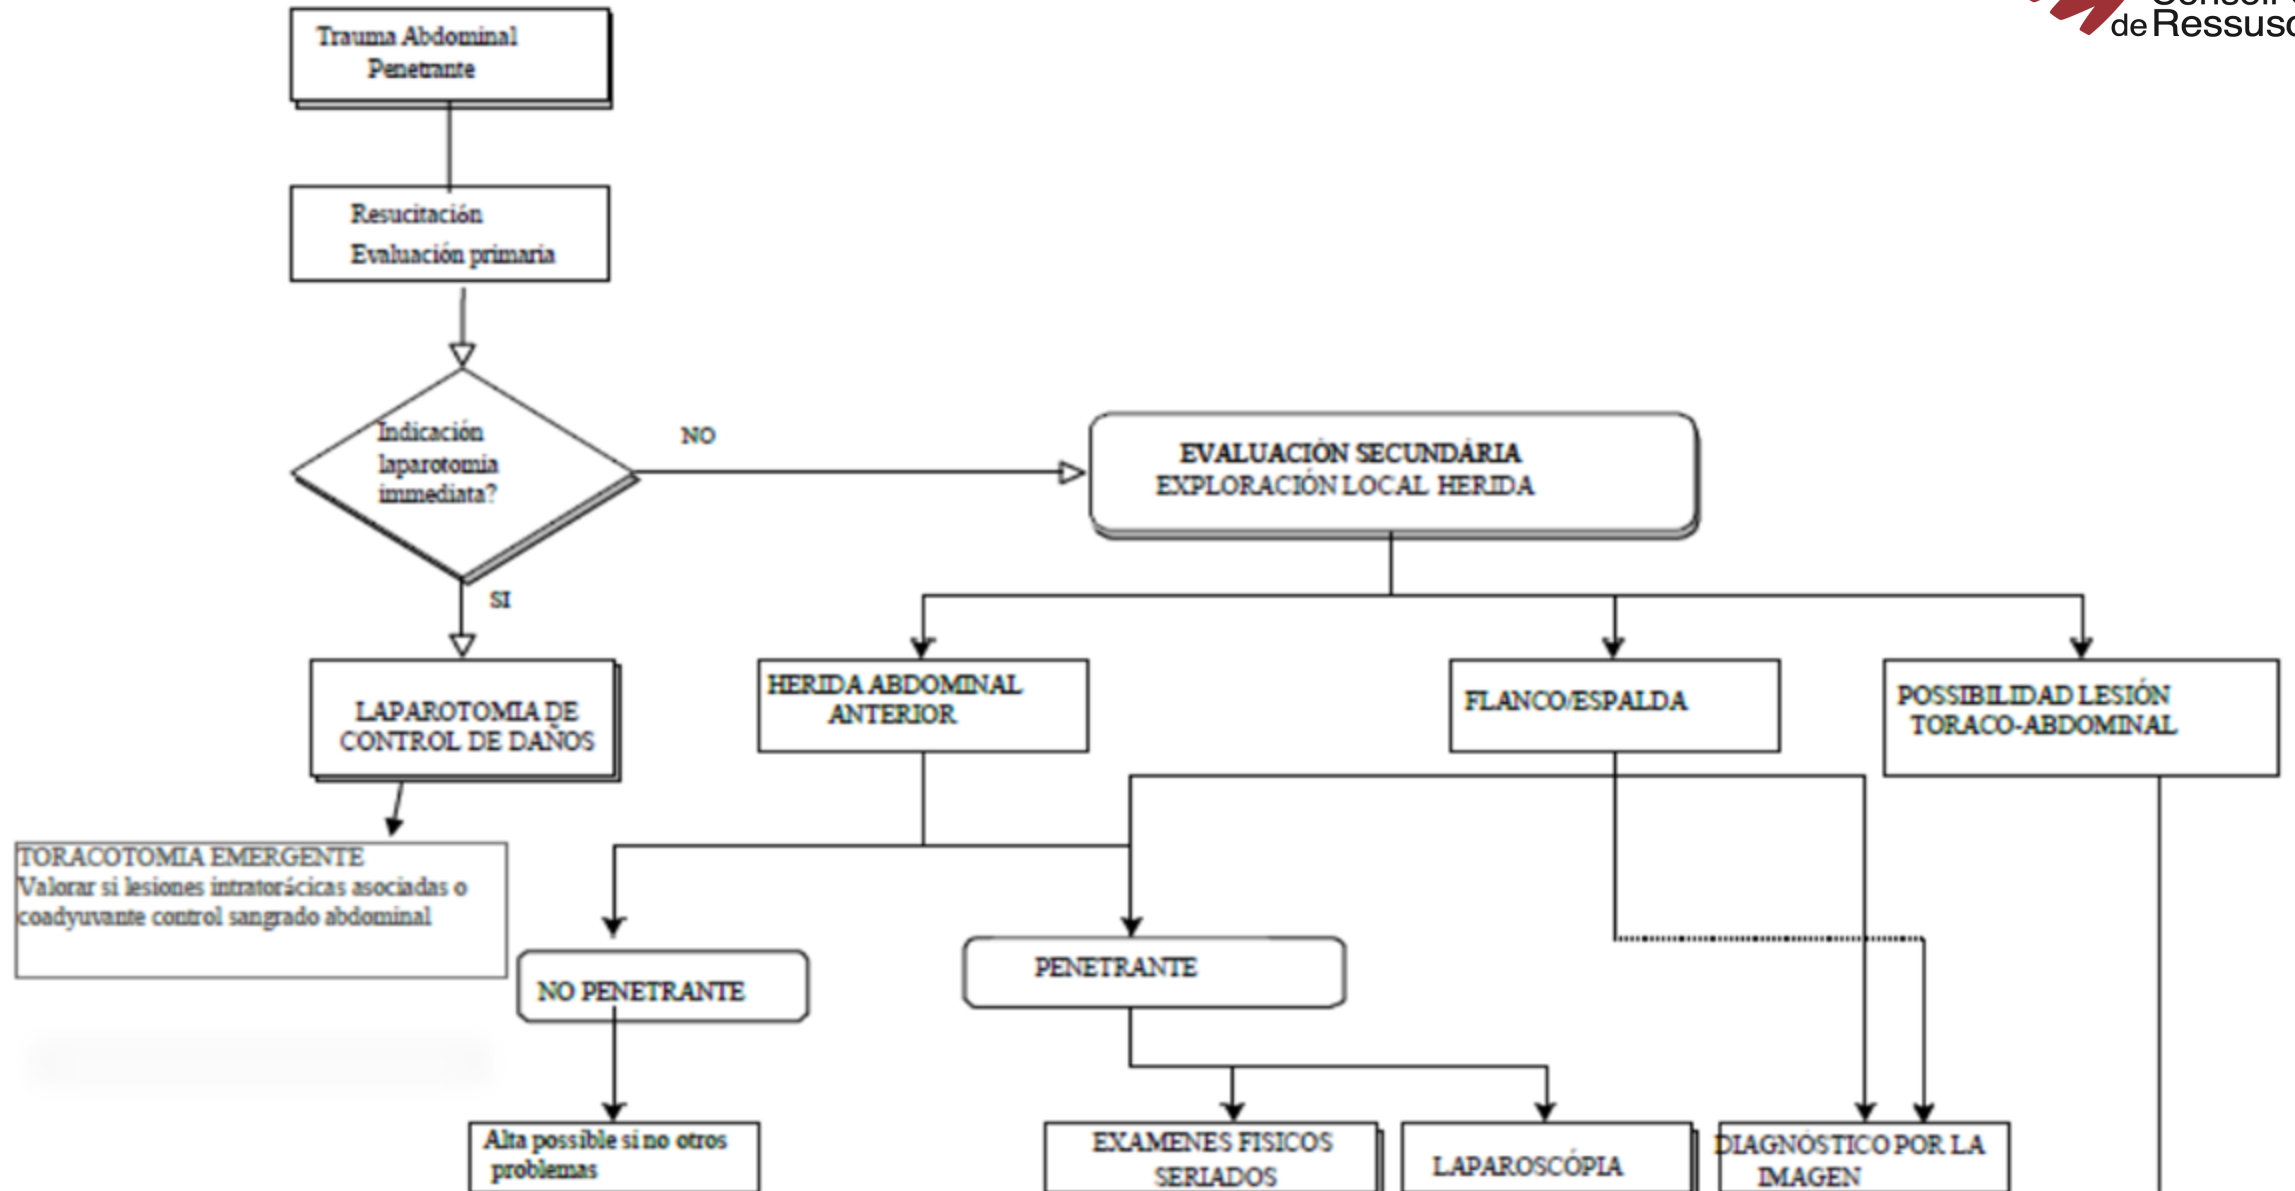 de Ressusc
Trauma Abdominal
Penetrante
Resucitación
Evaluación primaria
Indicación
laparotomia
immediata?
NO
EVALUACIÓN SECUNDÁRIA
EXPLORACIÓN LOCAL HERIDA
SI
LAPAROTOMIA DE
CONTROL DE DAÑOS
HERIDA ABDOMINAL
ANTERIOR
FLANCO/ESPALDA
POSSIBILIDAD LESIÓN
TORACO-ABDOMINAL
TORACOTOMIA EMERGENTE
Valorar si lesiones intratorácicas asociadas o
coadyuvante control sangrado abdominal
NO PENETRANTE
PENETRANTE
Alta possible si no otros
problemas
EXAMENES FISICOS
SERIADOS
LAPAROSCÓPIA
DIAGNÓSTICO POR LA
IMAGEN